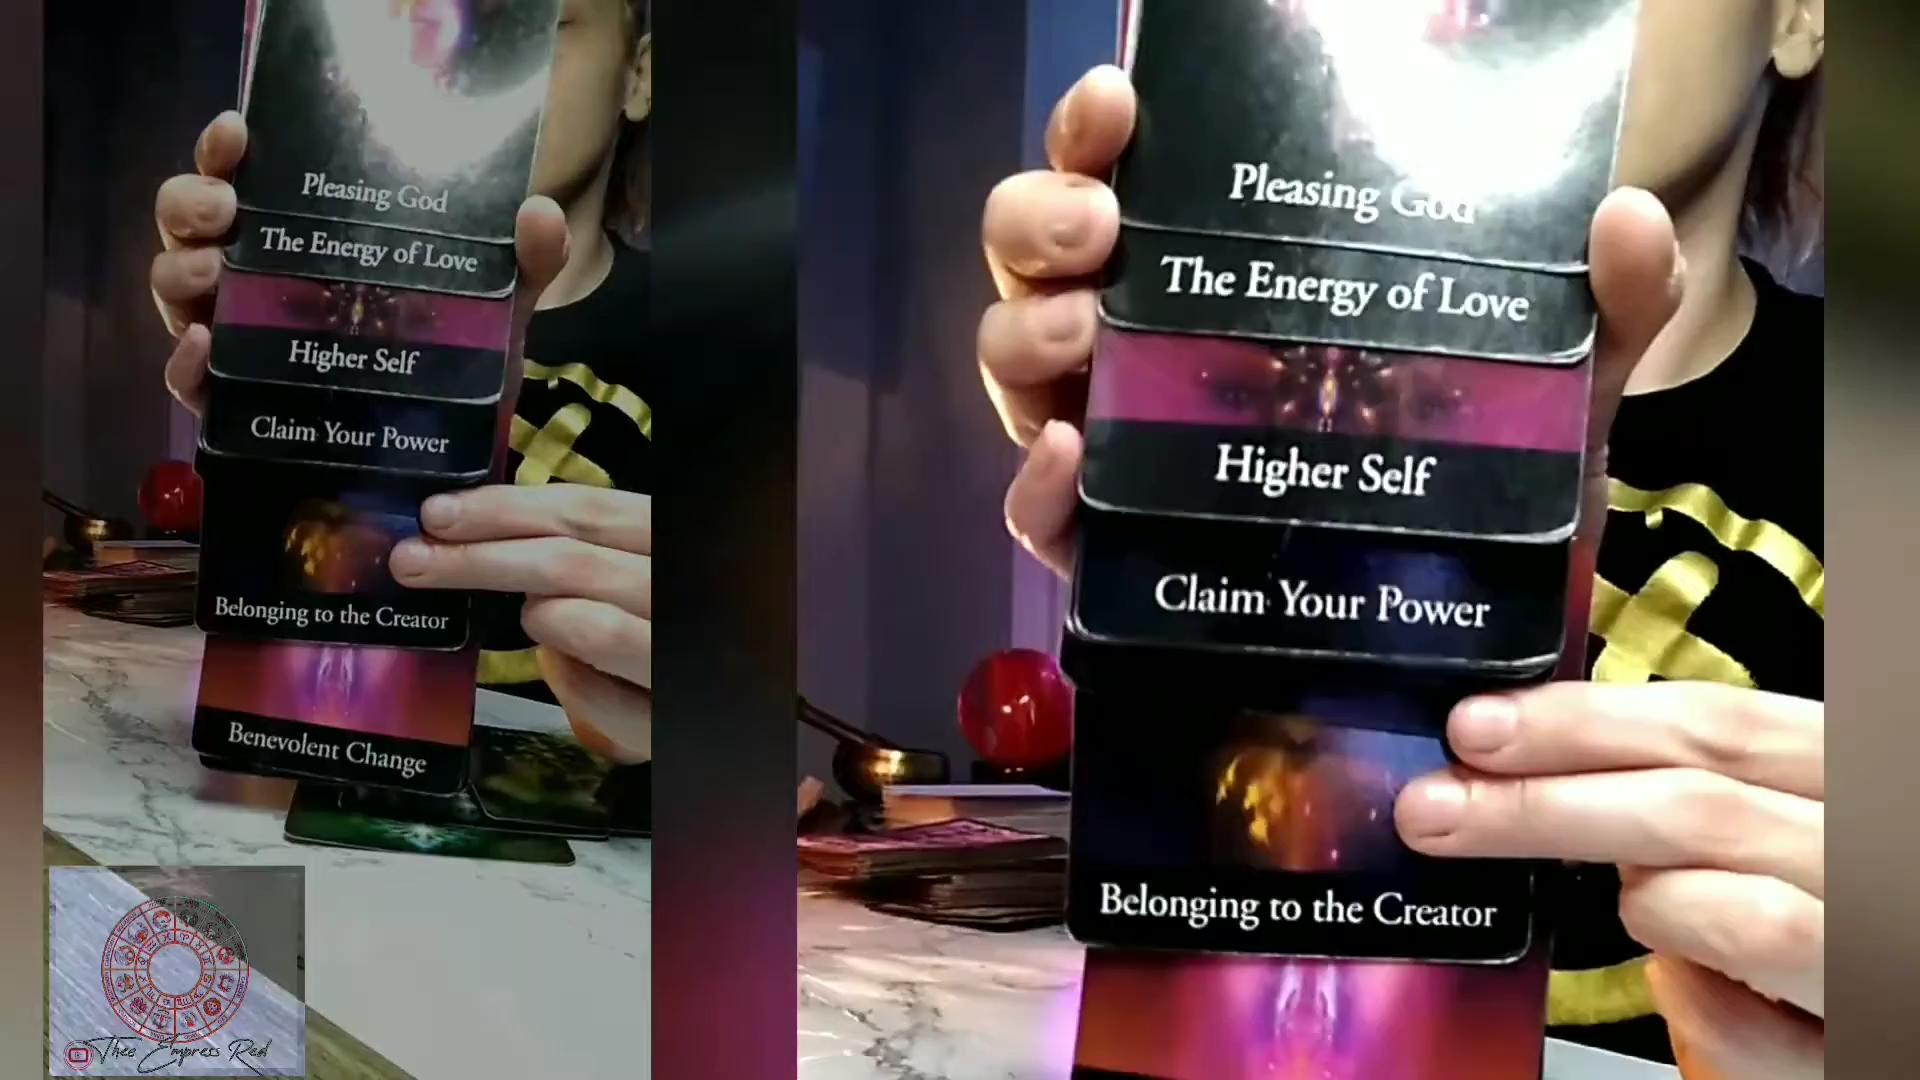 Pleasing God
The Energy of Love
Higher Self
Claim Your Power
Belonging to the Creator
Benevolent Change
Thee Empress Red
Pleasing God
The Energy of Love
Higher Self
Claim Your Power
Belonging to the Creator